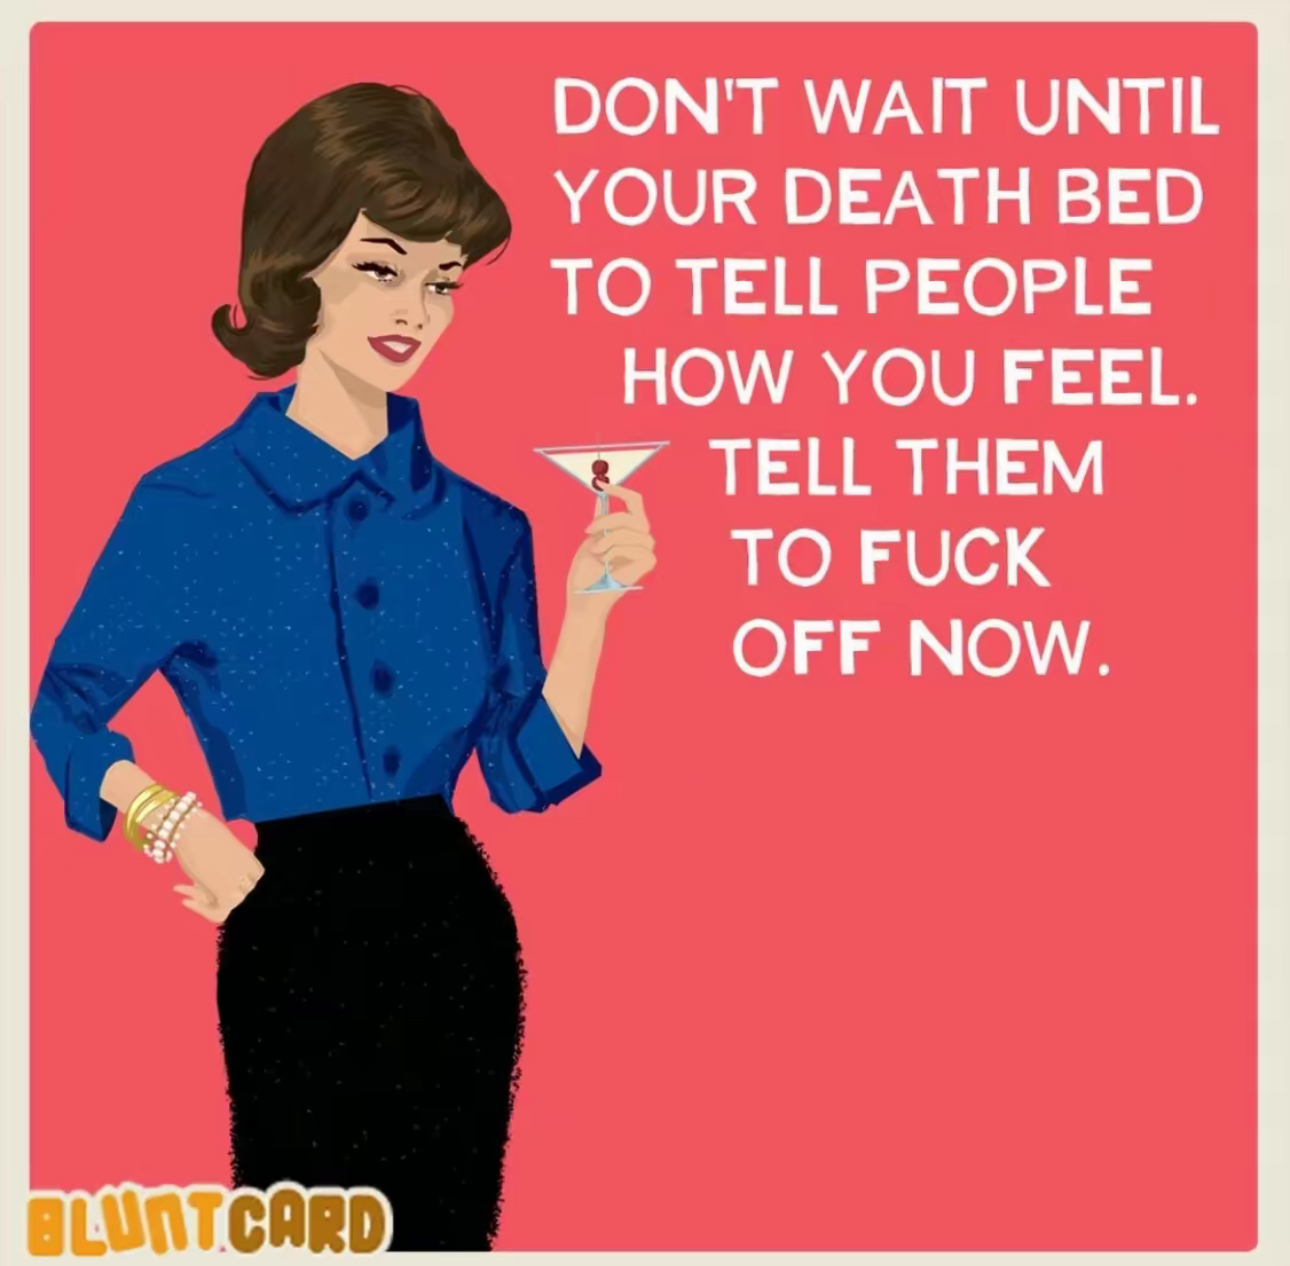 DON'T WAIT UNTIL
YOUR DEATH BED
TO TELL PEOPLE
HOW YOU FEEL.
TELL THEM
TO FUCK
OFF NOW.
BLUNTCARD